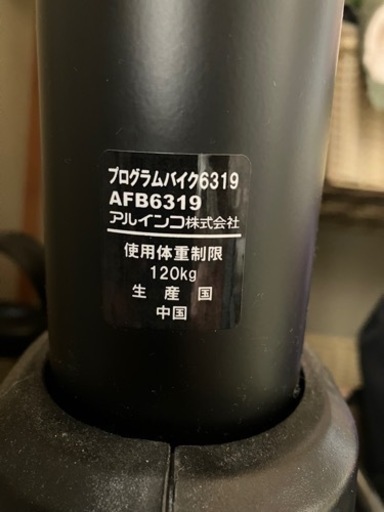 プログラムバイク6319
AFB6319
アルインコ株式会社
使用体重制限
120kg
生産国
中国